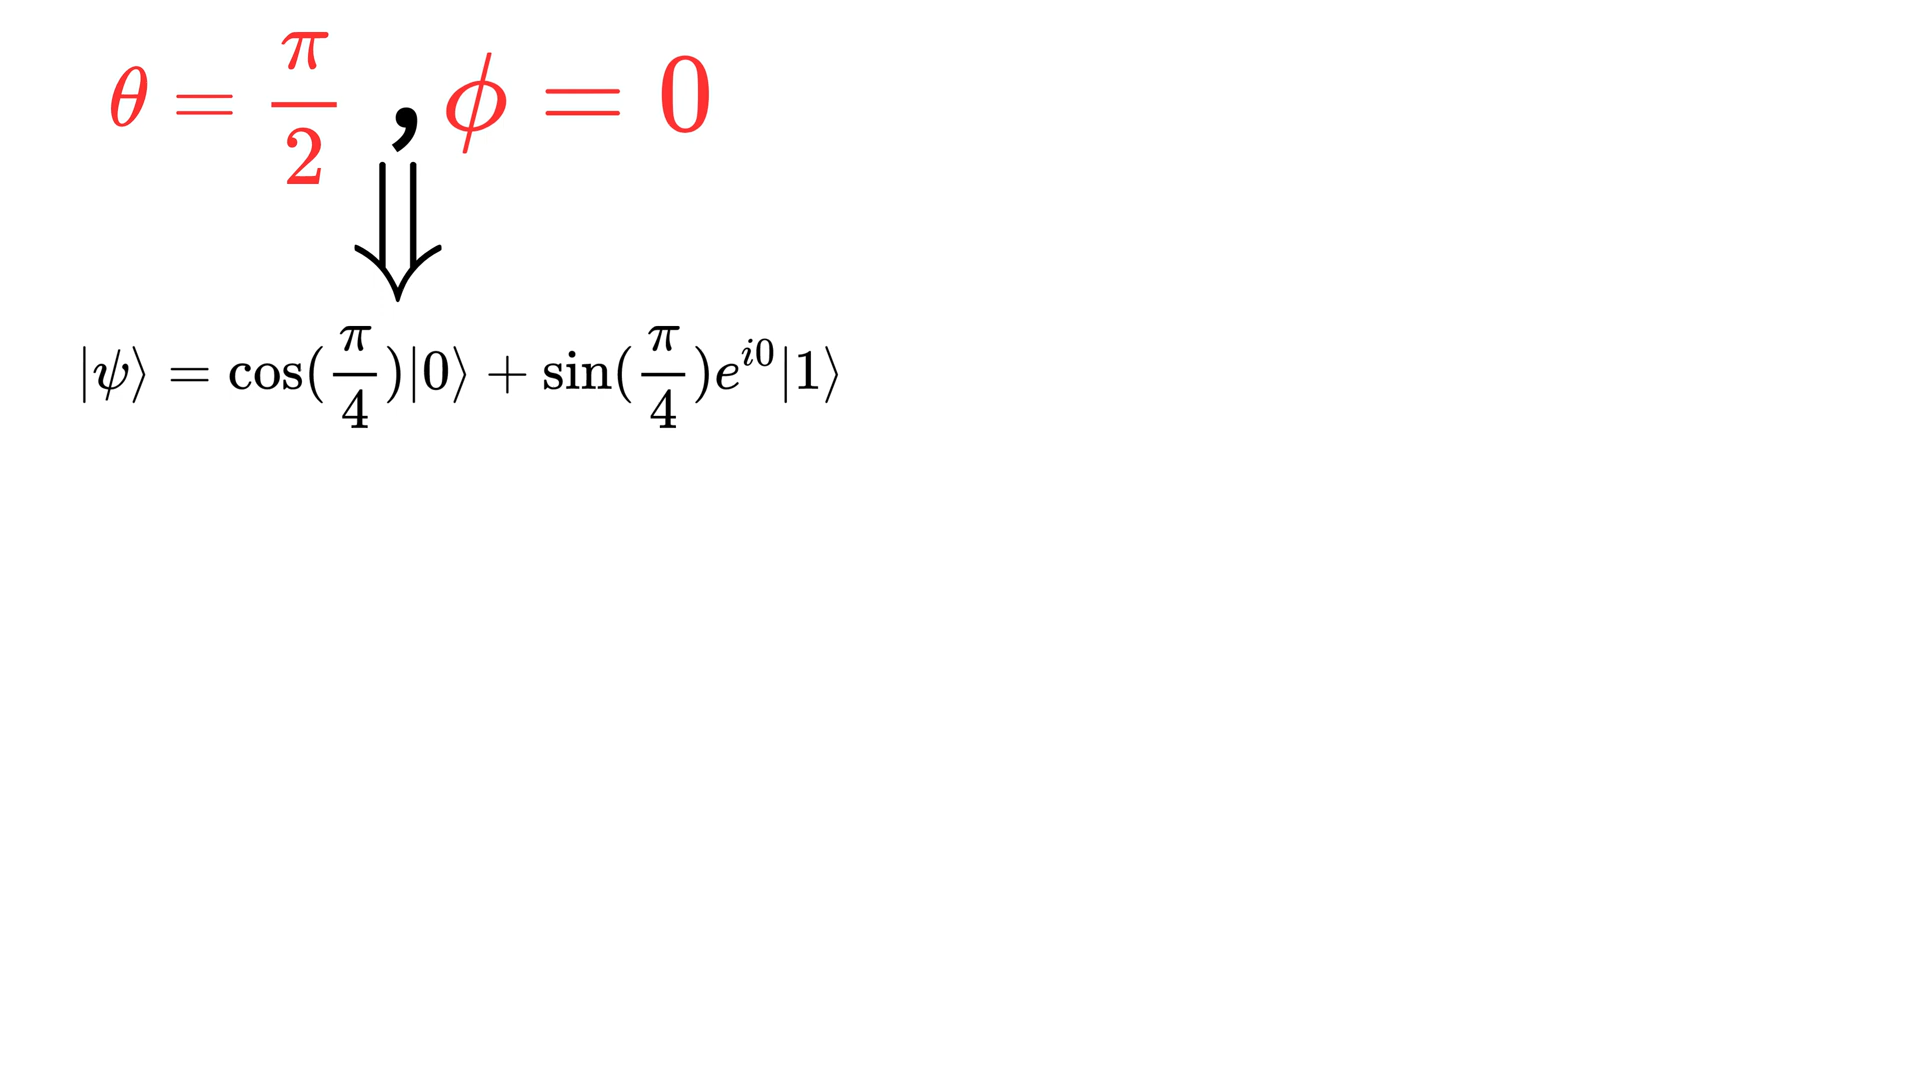 θ = π/2 , ϕ = 0
⇓
|ψ⟩ = cos(π/4)|0⟩ + sin(π/4)e^{i0}|1⟩